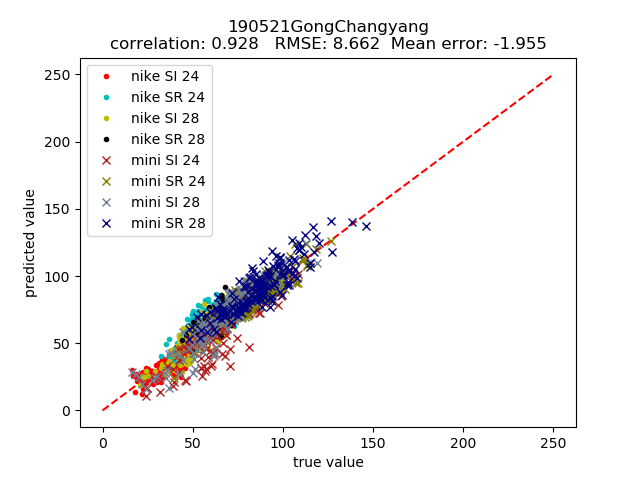 190521GongChangyang
correlation: 0.928   RMSE: 8.662  Mean error: -1.955
250
200
150
100
50
0
predicted value
nike SI 24
nike SR 24
nike SI 28
nike SR 28
mini SI 24
mini SR 24
mini SI 28
mini SR 28
0 50 100 150 200 250
true value